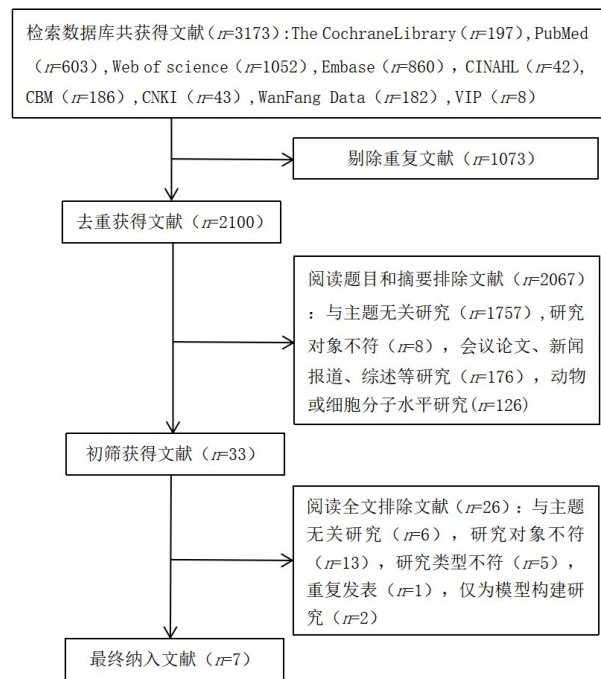 检索数据库共获得文献(n=3173):The CochraneLibrary(n=197),PubMed
(n=603),Web of science(n=1052),Embase(n=860), CINAHL(n=42),
CBM(n=186),CNKI(n=43),WanFang Data(n=182),VIP(n=8)
剔除重复文献(n=1073)
去重获得文献(n=2100)
阅读题目和摘要排除文献(n=2067)
:与主题无关研究(n=1757),研究
对象不符(n=8),会议论文、新闻
报道、综述等研究(n=176),动物
或细胞分子水平研究(n=126)
初筛获得文献(n=33)
阅读全文排除文献(n=26):与主题
无关研究(n=6),研究对象不符
(n=13),研究类型不符(n=5),
重复发表(n=1),仅为模型构建研
究(n=2)
最终纳入文献(n=7)